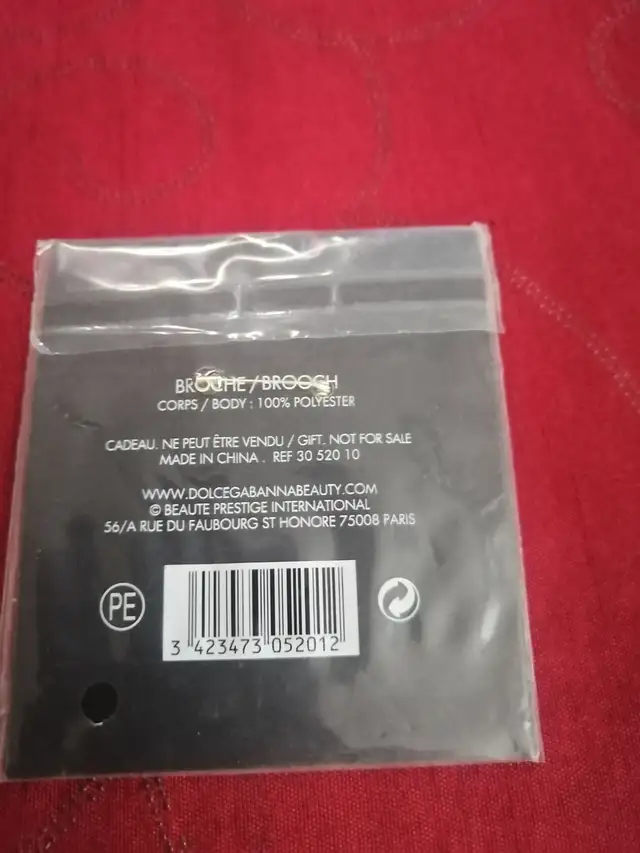 BROCHE / BROOCH
CORPS / BODY : 100% POLYESTER
CADEAU. NE PEUT ÊTRE VENDU / GIFT. NOT FOR SALE
MADE IN CHINA . REF 30 520 10
WWW.DOLCEGABANNABEAUTY.COM
© BEAUTE PRESTIGE INTERNATIONAL
56/A RUE DU FAUBOURG ST HONORE 75008 PARIS
PE
3 423473 052012